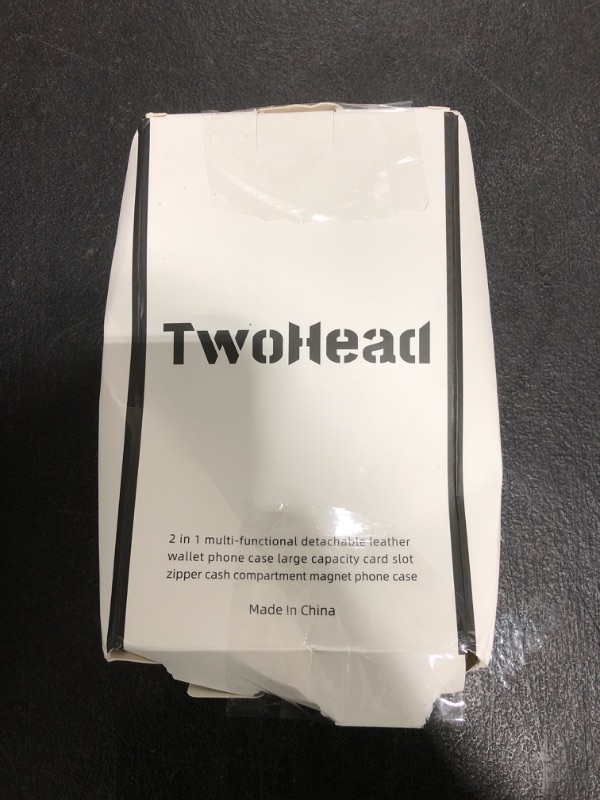 TwoHead
2 in 1 multi-functional detachable leather
wallet phone case large capacity card slot
zipper cash compartment magnet phone case
Made In China